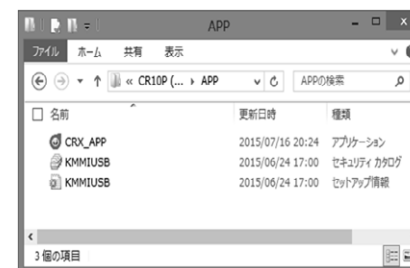 APP
ファイル ホーム 共有 表示
« CR10P (... › APP APPの検索
名前 更新日時 種類
CRX_APP 2015/07/16 20:24 アプリケーション
KMMIUSB 2015/06/24 17:00 セキュリティ カタログ
KMMIUSB 2015/06/24 17:00 セットアップ情報
3 個の項目